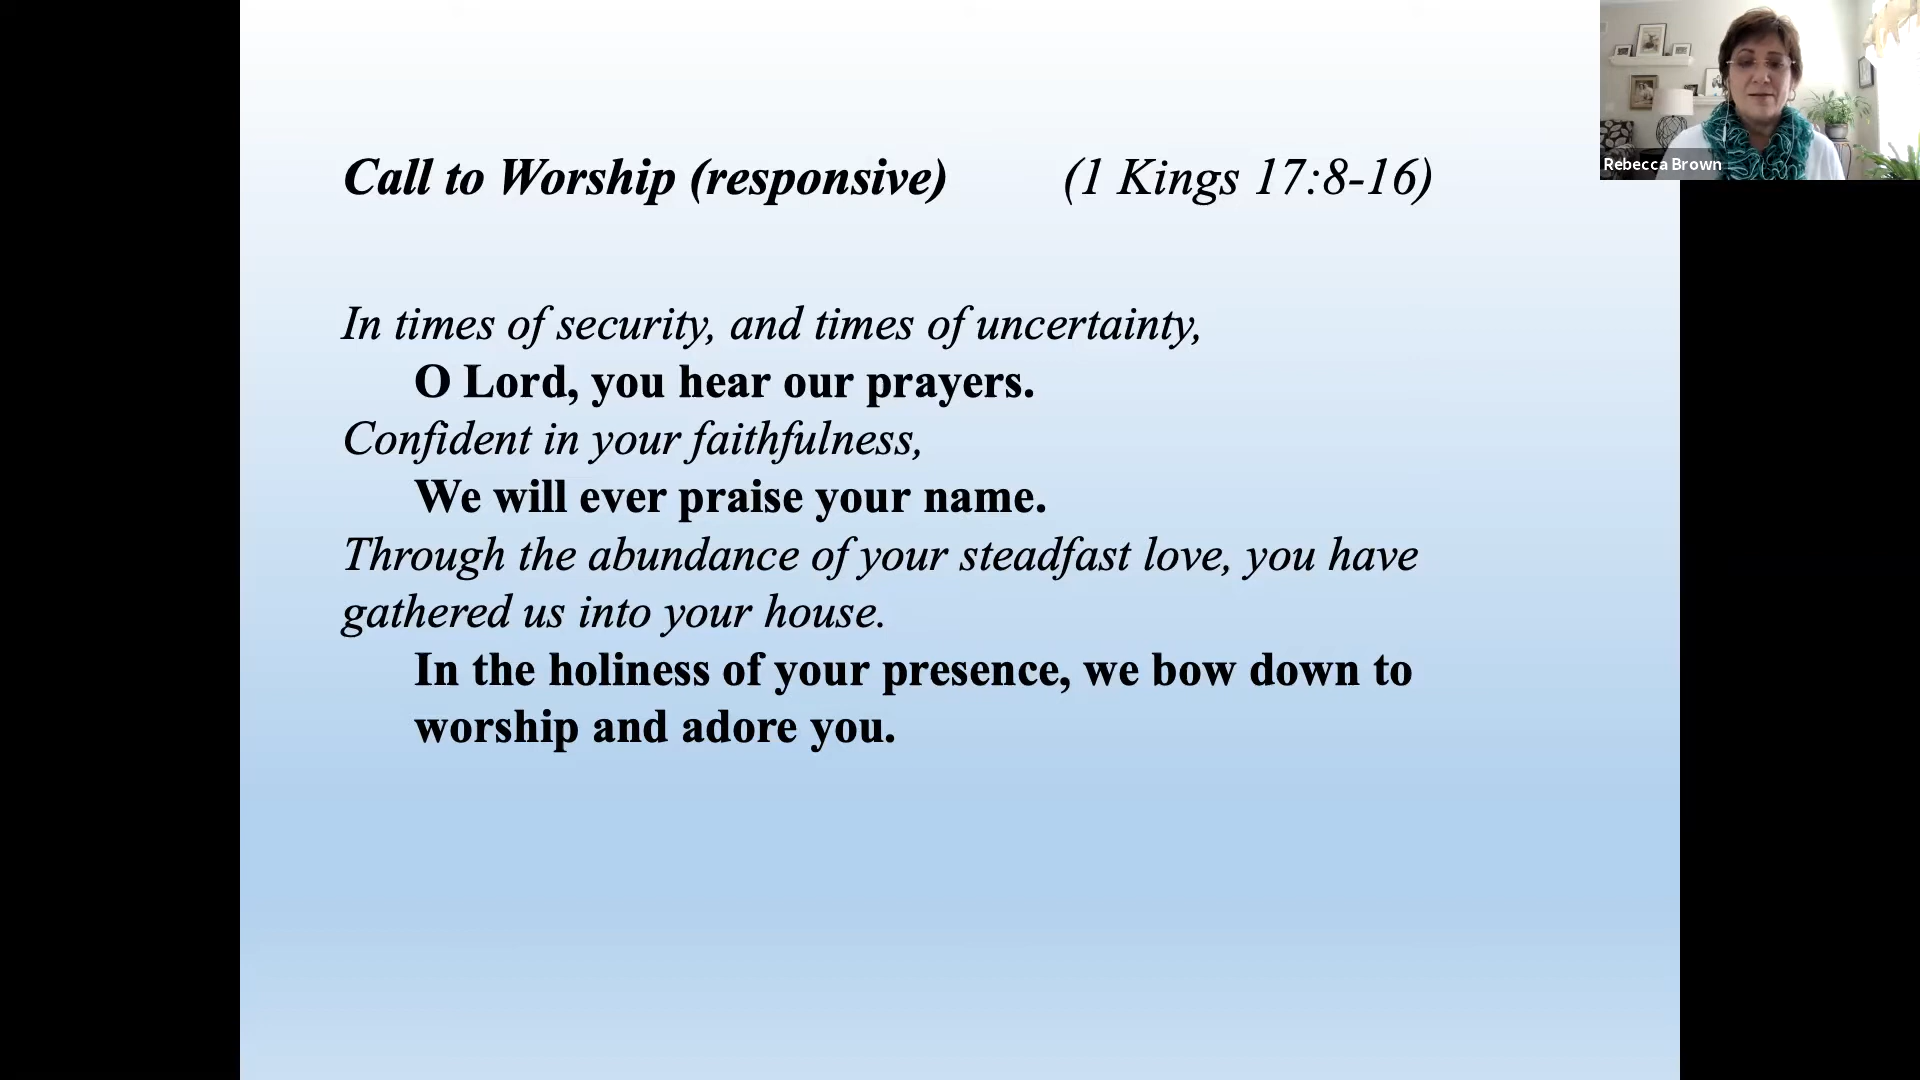 Call to Worship (responsive) (1 Kings 17:8-16)
Rebecca Brown
In times of security, and times of uncertainty,
O Lord, you hear our prayers.
Confident in your faithfulness,
We will ever praise your name.
Through the abundance of your steadfast love, you have
gathered us into your house.
In the holiness of your presence, we bow down to
worship and adore you.